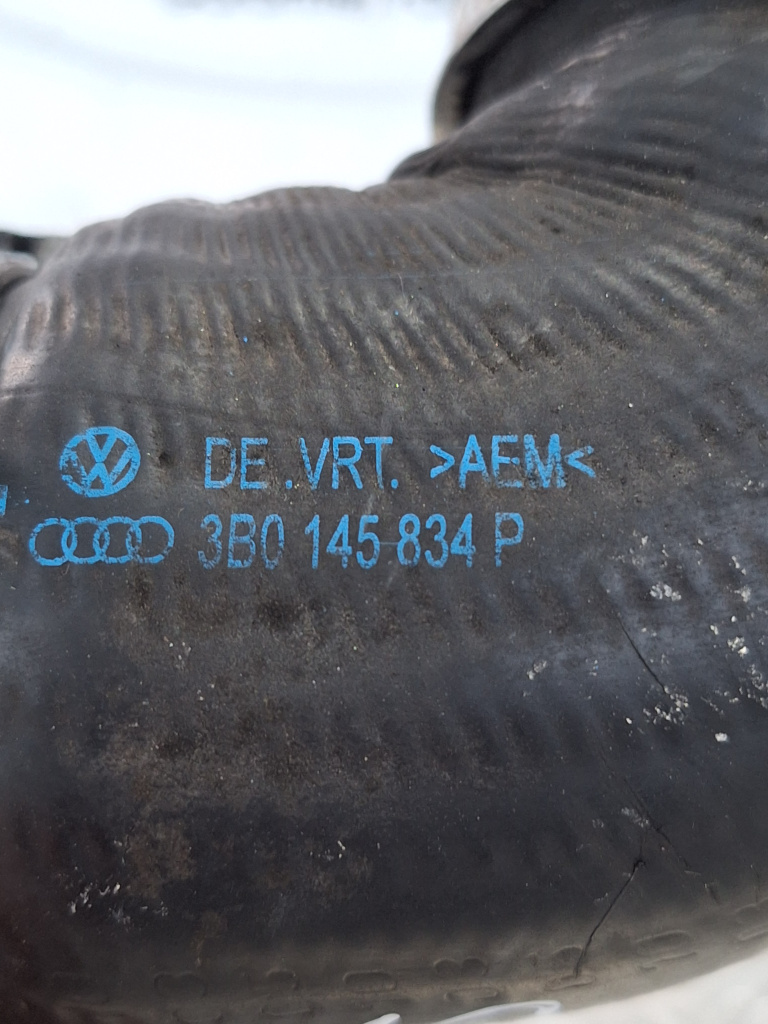 DE .VRT. >AEM<
3B0 145 834 P